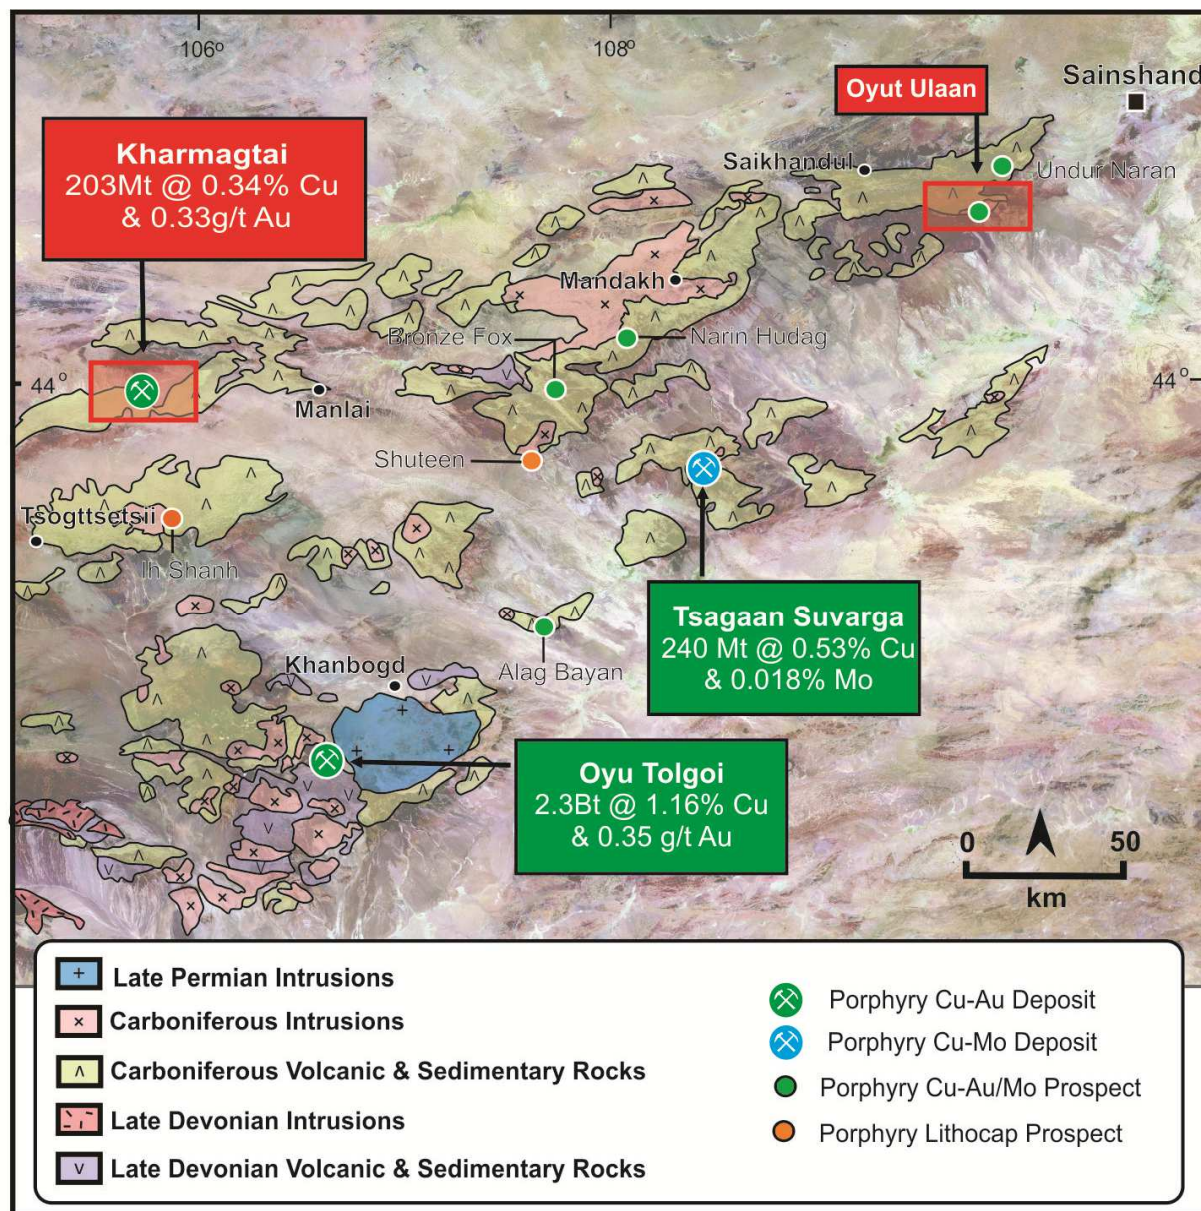 106°
108°
Oyut Ulaan
Sainshand
Kharmagtai
203Mt @ 0.34% Cu
& 0.33g/t Au
Saikhandul
Undur Naran
Mandakh
Bronze Fox
Narin Hudag
44°
44°
Manlai
Shuteen
Tsogttsetsii
Ih Shanh
Tsagaan Suvarga
240 Mt @ 0.53% Cu
& 0.018% Mo
Khanbogd
Alag Bayan
Oyu Tolgoi
2.3Bt @ 1.16% Cu
& 0.35 g/t Au
0 50
km
Late Permian Intrusions
Carboniferous Intrusions
Carboniferous Volcanic & Sedimentary Rocks
Late Devonian Intrusions
Late Devonian Volcanic & Sedimentary Rocks
Porphyry Cu-Au Deposit
Porphyry Cu-Mo Deposit
Porphyry Cu-Au/Mo Prospect
Porphyry Lithocap Prospect